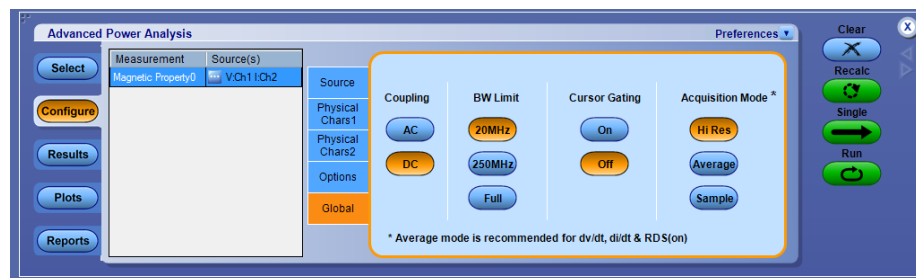 Advanced Power Analysis
Preferences
Clear
X
Select
Configure
Results
Plots
Reports
Measurement Source(s)
Magnetic Property0 V:Ch1 I:Ch2
Source
Physical
Chars1
Physical
Chars2
Options
Global
Coupling
AC
DC
BW Limit
20MHz
250MHz
Full
Cursor Gating
On
Off
Acquisition Mode *
Hi Res
Average
Sample
* Average mode is recommended for dv/dt, di/dt & RDS(on)
Recalc
Single
Run